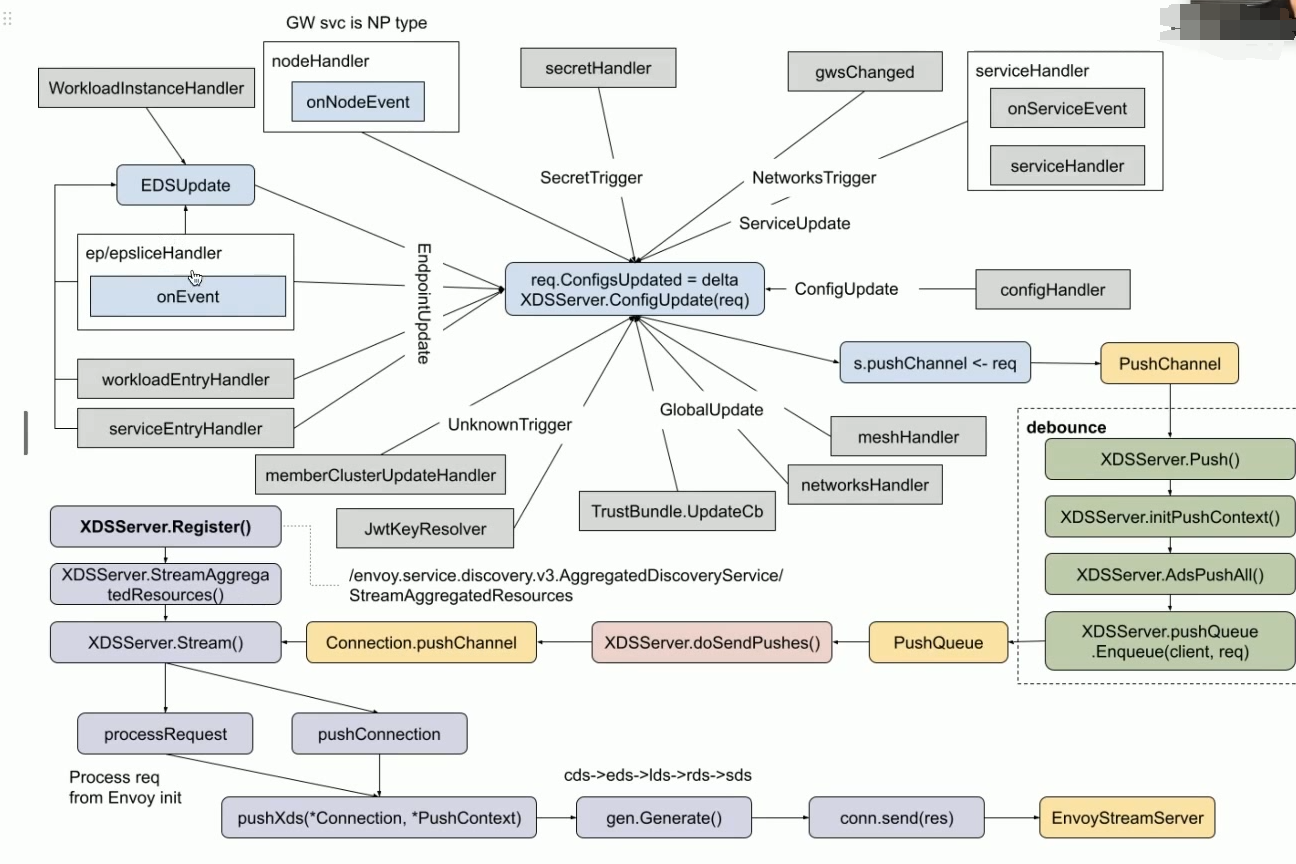 GW svc is NP type
nodeHandler
onNodeEvent
WorkloadInstanceHandler
secretHandler
gwsChanged
serviceHandler
onServiceEvent
serviceHandler
EDSUpdate
SecretTrigger
NetworksTrigger
ServiceUpdate
ep/epsliceHandler
onEvent
EndpointUpdate
req.ConfigsUpdated = delta
XDSServer.ConfigUpdate(req)
ConfigUpdate
configHandler
workloadEntryHandler
serviceEntryHandler
s.pushChannel <- req
PushChannel
UnknownTrigger
GlobalUpdate
meshHandler
memberClusterUpdateHandler
networksHandler
JwtKeyResolver
TrustBundle.UpdateCb
debounce
XDSServer.Push()
XDSServer.initPushContext()
XDSServer.AdsPushAll()
XDSServer.pushQueue
.Enqueue(client, req)
XDSServer.Register()
XDSServer.StreamAggrega
tedResources()
/envoy.service.discovery.v3.AggregatedDiscoveryService/
StreamAggregatedResources
XDSServer.Stream()
Connection.pushChannel
XDSServer.doSendPushes()
PushQueue
processRequest
pushConnection
Process req
from Envoy init
cds->eds->lds->rds->sds
pushXds(*Connection, *PushContext)
gen.Generate()
conn.send(res)
EnvoyStreamServer